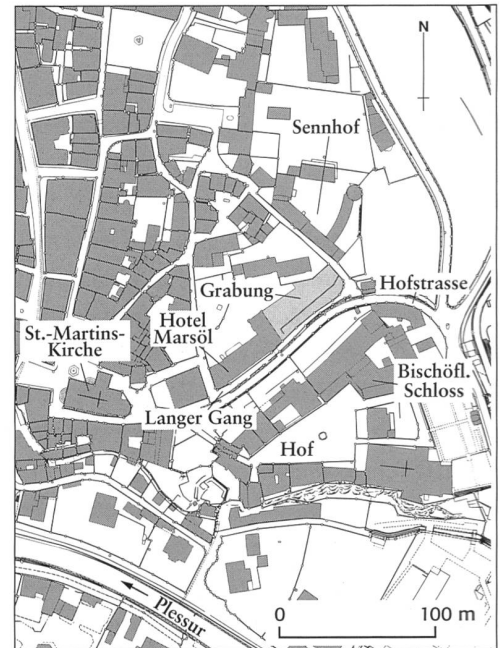 N
Sennhof
Grabung
Hofstrasse
St.-Martins-
Kirche
Hotel
Marsöl
Bischöfl.
Schloss
Langer Gang
Hof
Plessur
0 100 m